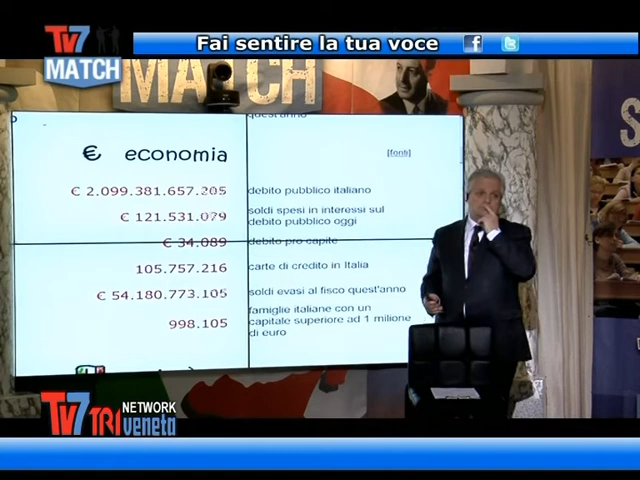 Tv7
MATCH
Fai sentire la tua voce
MATCH
quest'anno
€ economia
[fonti]
€ 2.099.381.657.205 debito pubblico italiano
€ 121.531.079 soldi spesi in interessi sul
debito pubblico oggi
€ 34.089 debito pro capite
105.757.216 carte di credito in Italia
€ 54.180.773.105 soldi evasi al fisco quest'anno
998.105 famiglie italiane con un
capitale superiore ad 1 milione
di euro
S
Tv7 TRI NETWORK
veneta